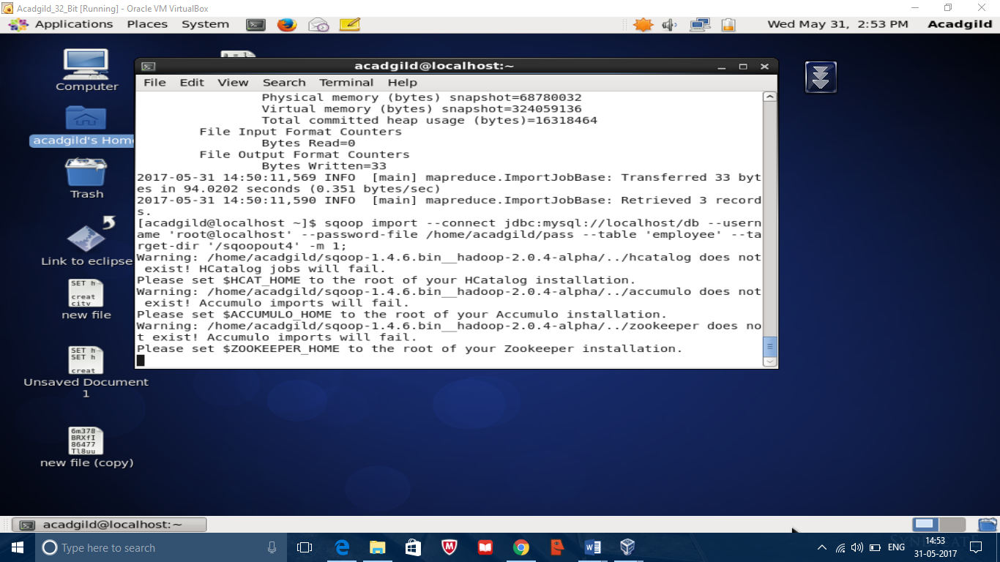 Acadgild_32_Bit [Running] - Oracle VM VirtualBox
Applications Places System Wed May 31, 2:53 PM Acadgild
Computer
acadgild's Home
Trash
Link to eclipse
SET h
creat
city
new file
SET h
SET h
creat
Unsaved Document
1
6m378
BRXfI
86477
Tl8uu
new file (copy)
a = l
acadgild@localhost:~
File Edit View Search Terminal Help
Physical memory (bytes) snapshot=68780032
Virtual memory (bytes) snapshot=324059136
Total committed heap usage (bytes)=16318464
File Input Format Counters
Bytes Read=0
File Output Format Counters
Bytes Written=33
2017-05-31 14:50:11,569 INFO  [main] mapreduce.ImportJobBase: Transferred 33 byt
es in 94.0202 seconds (0.351 bytes/sec)
2017-05-31 14:50:11,590 INFO  [main] mapreduce.ImportJobBase: Retrieved 3 record
s.
[acadgild@localhost ~]$ sqoop import --connect jdbc:mysql://localhost/db --usern
ame 'root@localhost' --password-file /home/acadgild/pass --table 'employee' --ta
rget-dir '/sqoopout4' -m 1;
Warning: /home/acadgild/sqoop-1.4.6.bin__hadoop-2.0.4-alpha/../hcatalog does not
 exist! HCatalog jobs will fail.
Please set $HCAT_HOME to the root of your HCatalog installation.
Warning: /home/acadgild/sqoop-1.4.6.bin__hadoop-2.0.4-alpha/../accumulo does not
 exist! Accumulo imports will fail.
Please set $ACCUMULO_HOME to the root of your Accumulo installation.
Warning: /home/acadgild/sqoop-1.4.6.bin__hadoop-2.0.4-alpha/../zookeeper does no
t exist! Accumulo imports will fail.
Please set $ZOOKEEPER_HOME to the root of your Zookeeper installation.
acadgild@localhost:~
Type here to search
ENG
14:53
31-05-2017